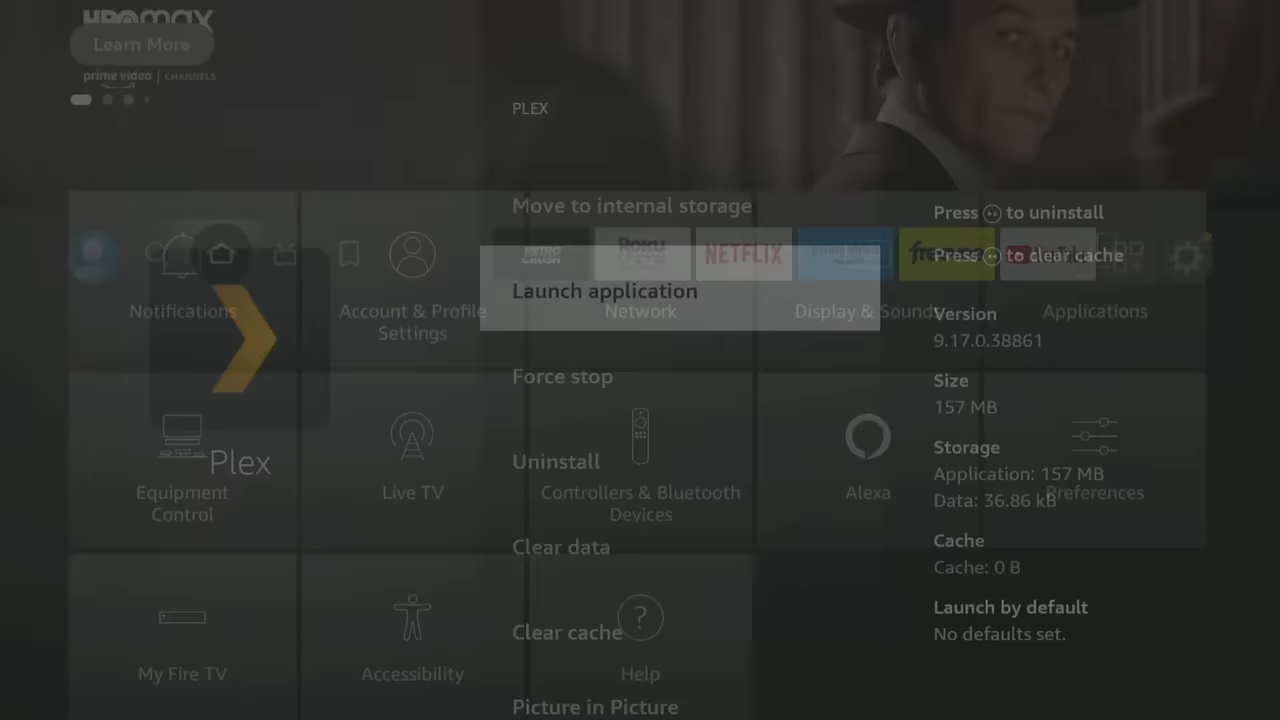 HBOmax
Learn More
prime video | CHANNELS
PLEX
Move to internal storage
Launch application
Force stop
Uninstall
Clear data
Clear cache
Picture in Picture
Press to uninstall
Press to clear cache
Version
9.17.0.38861
Size
157 MB
Storage
Application: 157 MB
Data: 36.86 kB
Cache
Cache: 0 B
Launch by default
No defaults set.
Plex
RETRO
CRUSH
Roku
NETFLIX
Notifications
Account & Profile
Settings
Network
Display & Sounds
Applications
Equipment
Control
Live TV
Controllers & Bluetooth
Devices
Alexa
Preferences
My Fire TV
Accessibility
Help